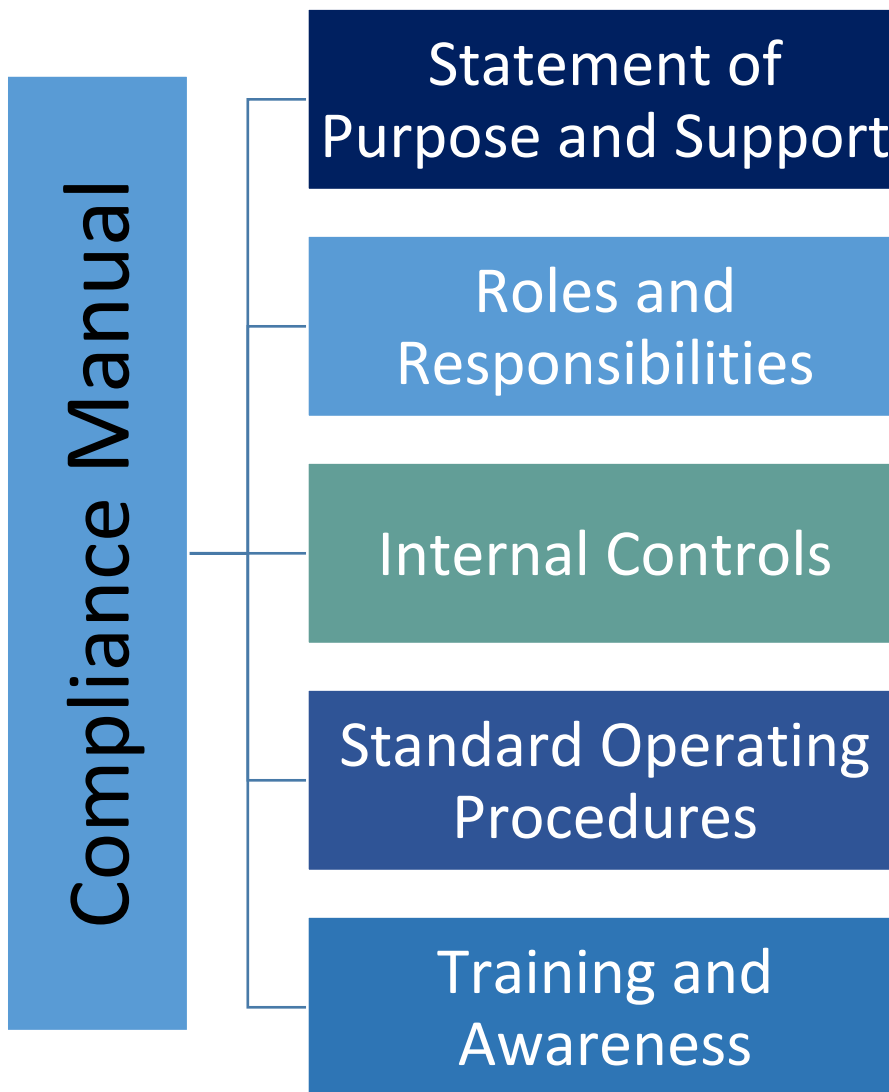 Compliance Manual
Statement of
Purpose and Support
Roles and
Responsibilities
Internal Controls
Standard Operating
Procedures
Training and
Awareness